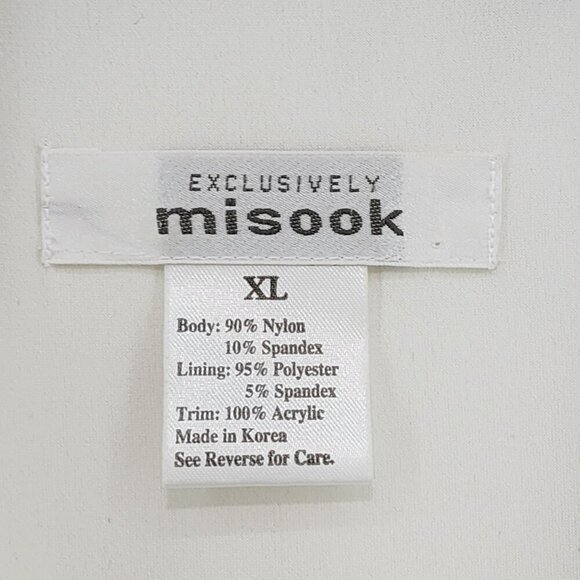 EXCLUSIVELY
misook
XL
Body: 90% Nylon
10% Spandex
Lining: 95% Polyester
5% Spandex
Trim: 100% Acrylic
Made in Korea
See Reverse for Care.